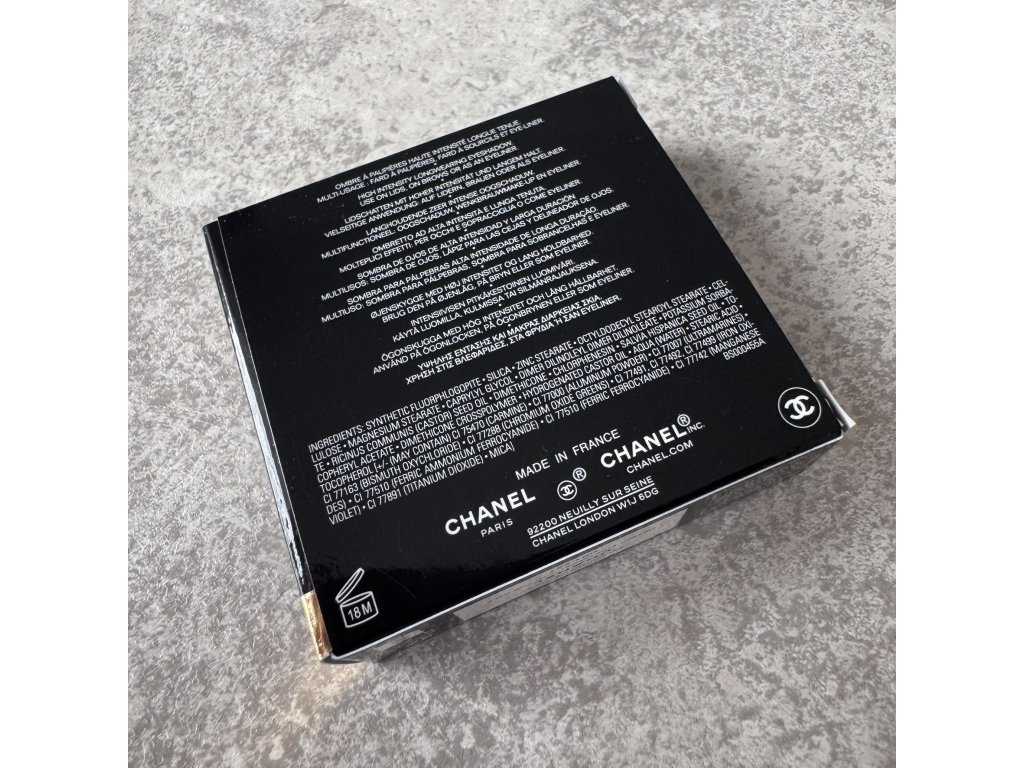 OMBRE À PAUPIÈRES HAUTE INTENSITÉ LONGUE TENUE
MULTI-USAGE : FARD À PAUPIÈRES, FARD À SOURCILS ET EYE-LINER.
HIGH INTENSITY LONGWEARING EYESHADOW.
USE ON LIDS, ON BROWS OR AS AN EYELINER.
LIDSCHATTEN MIT HOHER INTENSITÄT UND LANGEM HALT.
VIELSEITIGE ANWENDUNG: AUF LIDERN, BRAUEN ODER ALS EYELINER.
LANGHOUDENDE ZEER INTENSE OOGSCHADUW.
MULTIFUNCTIONEEL: OOGSCHADUW, WENKBRAUWMAKE-UP EN EYELINER.
OMBRETTO AD ALTA INTENSITÀ E LUNGA TENUTA
MOLTEPLICI EFFETTI: PER OCCHI E SOPRACCIGLIA O COME EYELINER.
SOMBRA DE OJOS DE ALTA INTENSIDAD Y LARGA DURACIÓN
MULTIUSOS: SOMBRA DE OJOS, LÁPIZ PARA LAS CEJAS Y DELINEADOR DE OJOS.
SOMBRA PARA PÁLPEBRAS ALTA INTENSIDADE DE LONGA DURAÇÃO.
MULTIUSO: SOMBRA PARA PÁLPEBRAS, SOMBRA PARA SOBRANCELHAS E EYELINER.
ØJENSKYGGE MED HØJ INTENSITET OG LANG HOLDBARHED.
BRUG DEN PÅ ØJENLÅG, PÅ BRYN ELLER SOM EYELINER.
INTENSIIVISEN PITKÄKESTOINEN LUOMIVÄRI.
KÄYTÄ LUOMILLA, KULMISSA TAI SILMÄNRAJAUKSENA
ÖGONSKUGGA MED HÖG INTENSITET OCH LÅNG HÅLLBARHET.
ANVÄND PÅ ÖGONLOCKEN, PÅ ÖGONBRYNEN ELLER SOM EYELINER.
ΥΨΗΛΗΣ ΕΝΤΑΣΗΣ ΚΑΙ ΜΑΚΡΑΣ ΔΙΑΡΚΕΙΑΣ ΣΚΙΑ
ΧΡΗΣΗ ΣΤΙΣ ΒΛΕΦΑΡΙΔΕΣ, ΣΤΑ ΦΡΥΔΙΑ Ή ΣΑΝ EYELINER.
INGREDIENTS: SYNTHETIC FLUORPHLOGOPITE • SILICA • ZINC STEARATE • OCTYLDODECYL STEAROYL STEARATE • CEL-
LULOSE • MAGNESIUM STEARATE • CAPRYLYL GLYCOL • DIMER DILINOLEYL DIMER DILINOLEATE • POTASSIUM SORBA-
TE • RICINUS COMMUNIS (CASTOR) SEED OIL • DIMETHICONE • CHLORPHENESIN • SALVIA HISPANICA SEED OIL • TO-
COPHERYL ACETATE • DIMETHICONE CROSSPOLYMER • HYDROGENATED CASTOR OIL • AQUA (WATER) • STEARIC ACID •
TOCOPHEROL [+/- (MAY CONTAIN) CI 75470 (CARMINE) • CI 77000 (ALUMINUM POWDER) • CI 77007 (ULTRAMARINES) •
CI 77163 (BISMUTH OXYCHLORIDE) • CI 77288 (CHROMIUM OXIDE GREENS) • CI 77491, CI 77492, CI 77499 (IRON OXI-
DES) • CI 77510 (FERRIC AMMONIUM FERROCYANIDE) • CI 77510 (FERRIC FERROCYANIDE) • CI 77742 (MANGANESE
VIOLET) • CI 77891 (TITANIUM DIOXIDE) • MICA]
BS0004G5A
MADE IN FRANCE
CHANEL ® CHANEL® INC.
PARIS
CHANEL.COM
92200 NEUILLY SUR SEINE
CHANEL LONDON W1J 6DG
18 M